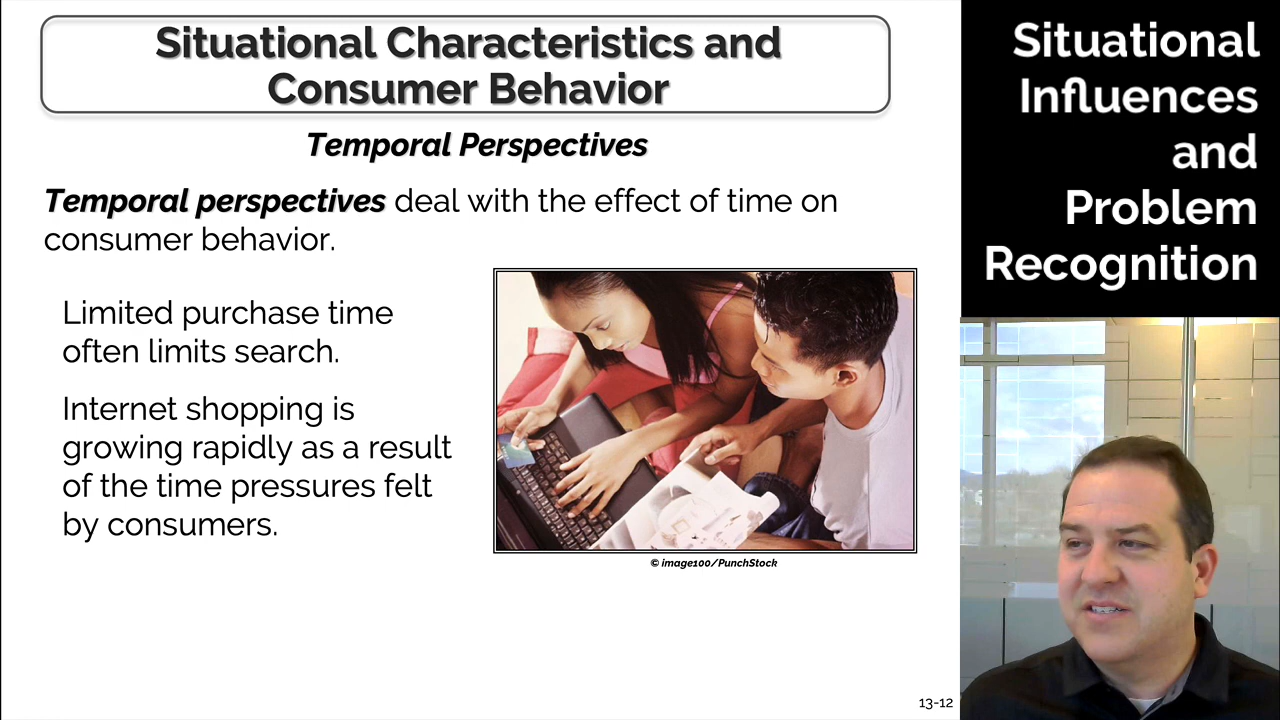 Situational Characteristics and
Consumer Behavior
Temporal Perspectives
Temporal perspectives deal with the effect of time on
consumer behavior.
Limited purchase time
often limits search.
Internet shopping is
growing rapidly as a result
of the time pressures felt
by consumers.
© image100/PunchStock
13-12
Situational
Influences
and
Problem
Recognition